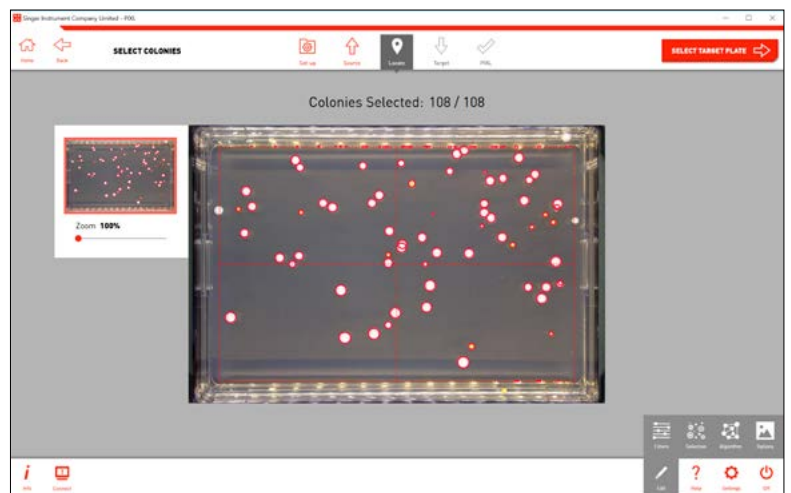 Singer Instrument Company Limited - PIXL
Home
Back
SELECT COLONIES
Set up
Source
Locate
Target
PIXL
SELECT TARGET PLATE
Colonies Selected: 108 / 108
Zoom 100%
Filters
Selection
Algorithm
Options
Info
Connect
Edit
Help
Settings
Off